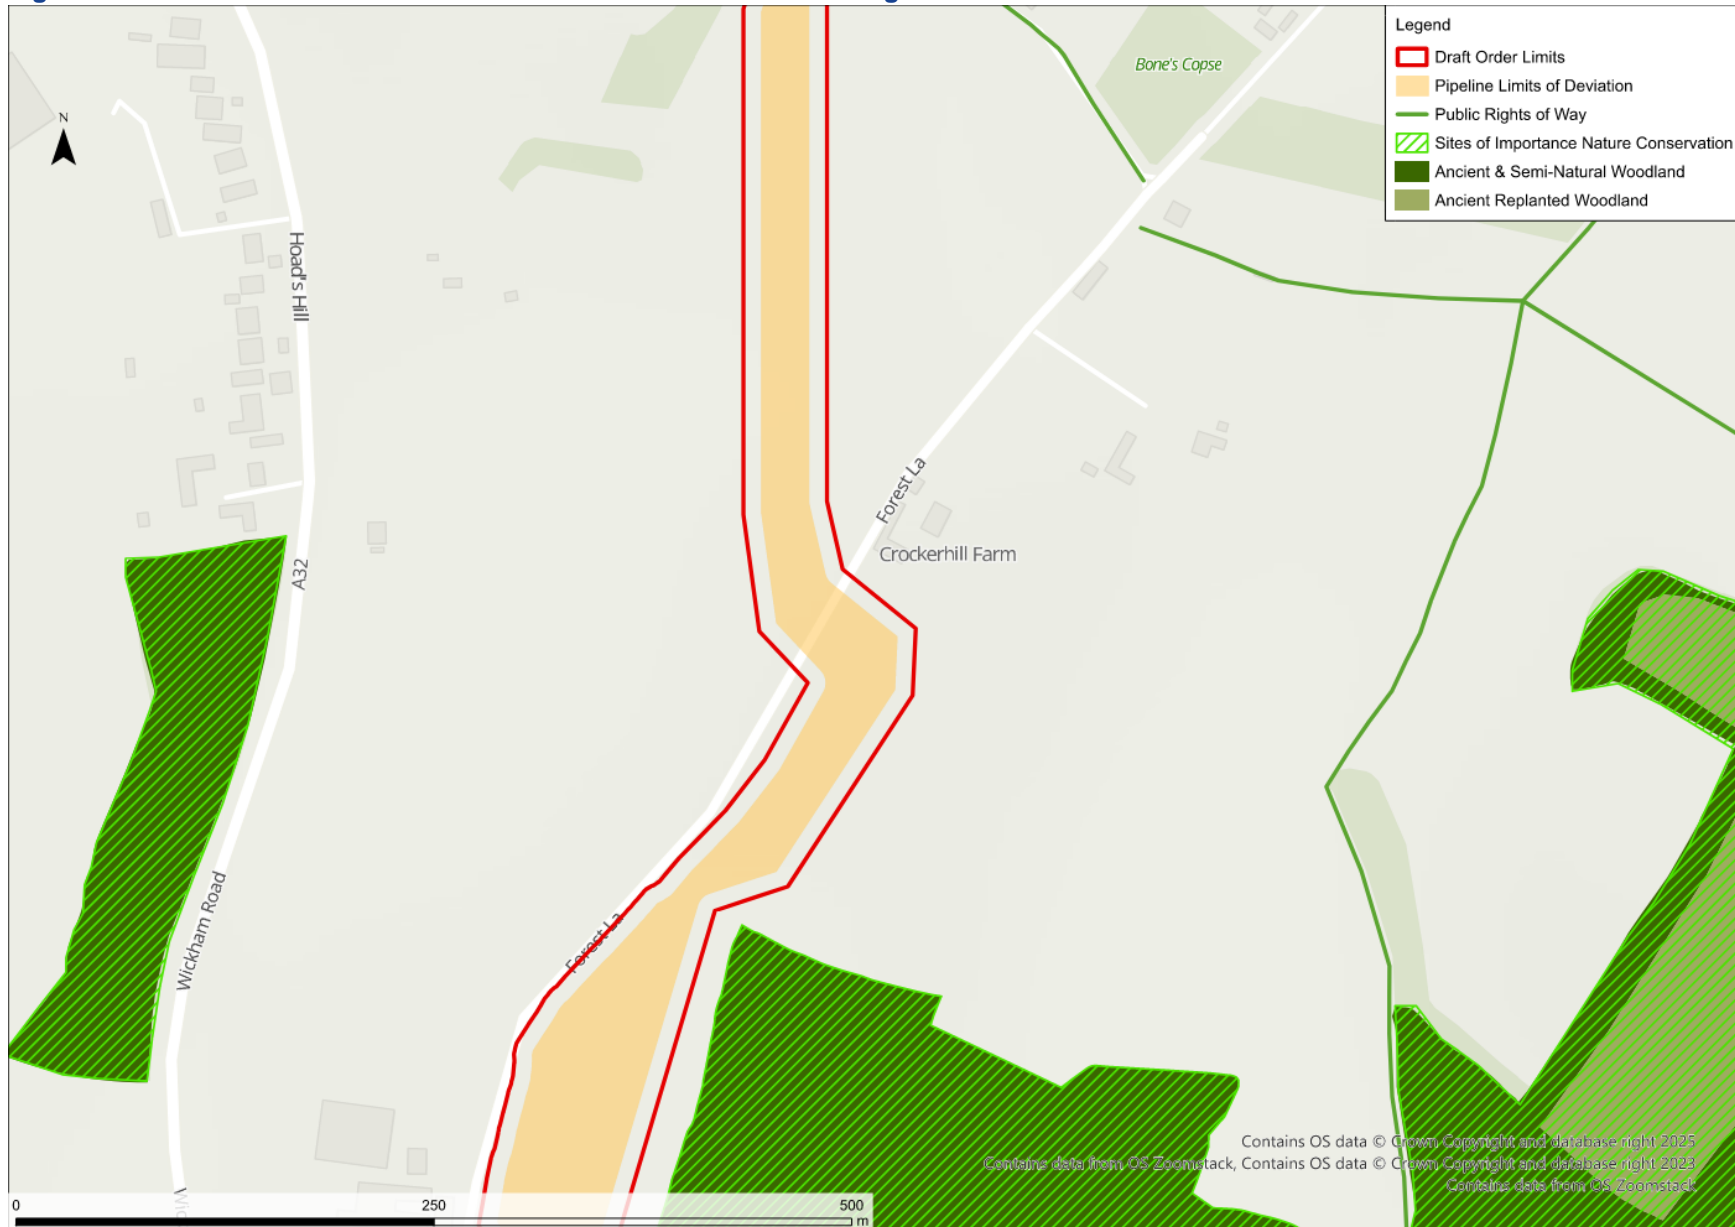 Bone's Copse
Legend
Draft Order Limits
Pipeline Limits of Deviation
Public Rights of Way
Sites of Importance Nature Conservation
Ancient & Semi-Natural Woodland
Ancient Replanted Woodland
N
Hoad's Hill
Forest La
Crockerhill Farm
A32
Wickham Road
Forest La
Contains OS data © Crown Copyright and database right 2025
Contains data from OS Zoomstack, Contains OS data © Crown Copyright and database right 2023
Contains data from OS Zoomstack
0 250 500
m